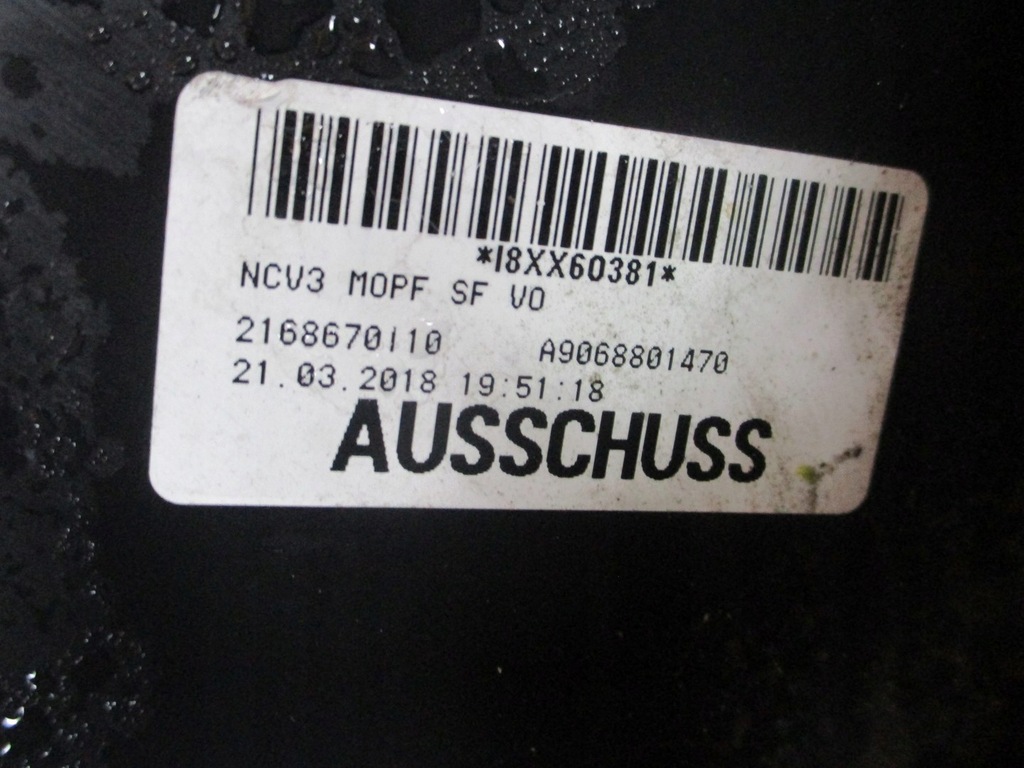 *I8XX60381*
NCV3 MOPF SF VO
2168670110 A9068801470
21.03.2018 19:51:18
AUSSCHUSS